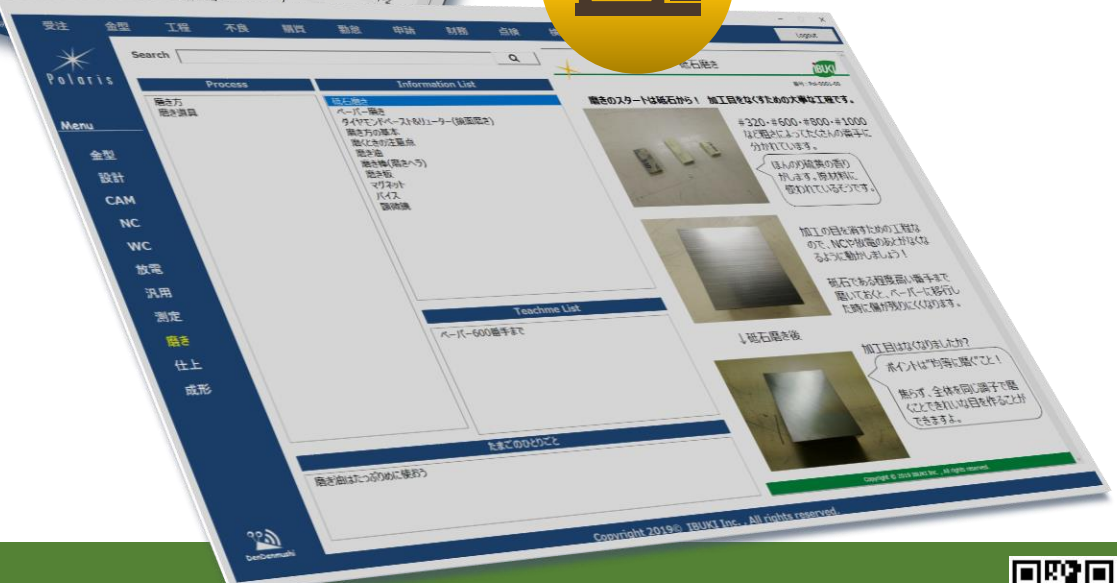 受注 金型 工程 不良 購買 勤怠 申請 財務 点検
Logout
Polaris
Search
Menu
金型
設計
CAM
NC
WC
放電
汎用
測定
磨き
仕上
成形
DenDenmushi
Process
磨き方
磨き道具
Information List
砥石磨き
ペーパー磨き
ダイヤモンドペースト&リューター(鏡面磨き)
磨き方の基本
磨くときの注意点
磨き油
磨き棒(磨きヘラ)
磨き板
マグネット
バイス
顕微鏡
Teachme List
ペーパー600番手まで
たまごのひとりごと
磨き油はたっぷりめに使おう
砥石磨き
IBUKI
磨きのスタートは砥石から! 加工目をなくすための大事な工程です。
#320・#600・#800・#1000
など粗さによってたくさんの番手に
分かれています。
ほんのり硫黄の香り
がします。原材料に
使われているそうです。
加工の目を消すための工程な
ので、NCや放電のあとがなくな
るように動かしましょう!
砥石である程度高い番手まで
磨いておくと、ペーパーに移行し
た時に傷が残りにくくなります。
↓砥石磨き後
加工目はなくなりましたか?
ポイントは"均等に磨く"こと!
焦らず、全体を同じ調子で磨
くことできれいな目を作ることが
できますよ。
Copyright © 2019 IBUKI Inc. , All rights reserved.
Copyright 2019© IBUKI Inc. , All rights reserved.